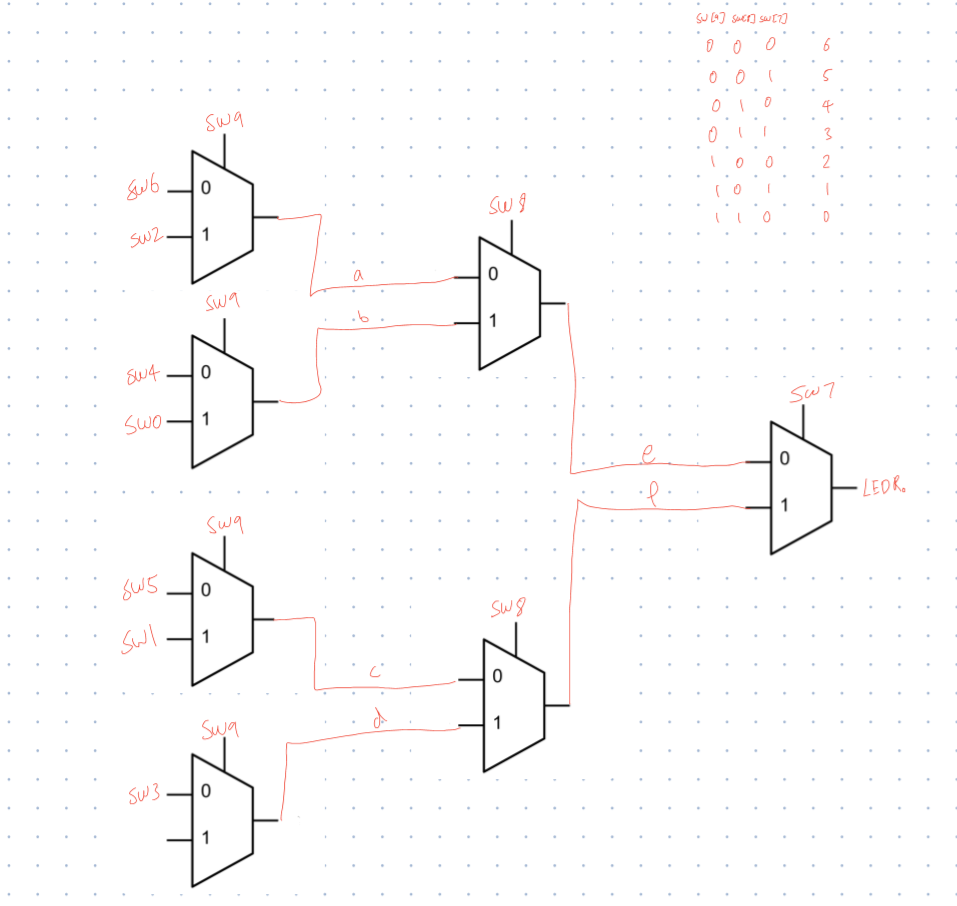 SW[9] SW[8] SW[7]
0 0 0 6
0 0 1 5
0 1 0 4
0 1 1 3
1 0 0 2
1 0 1 1
1 1 0 0
SW9
SW6 0
SW2 1
SW9
SW4 0
SW0 1
SW8
a 0
b 1
SW7
e 0
f 1
LEDR0
SW9
SW5 0
SW1 1
SW8
c 0
d 1
SW9
SW3 0
1